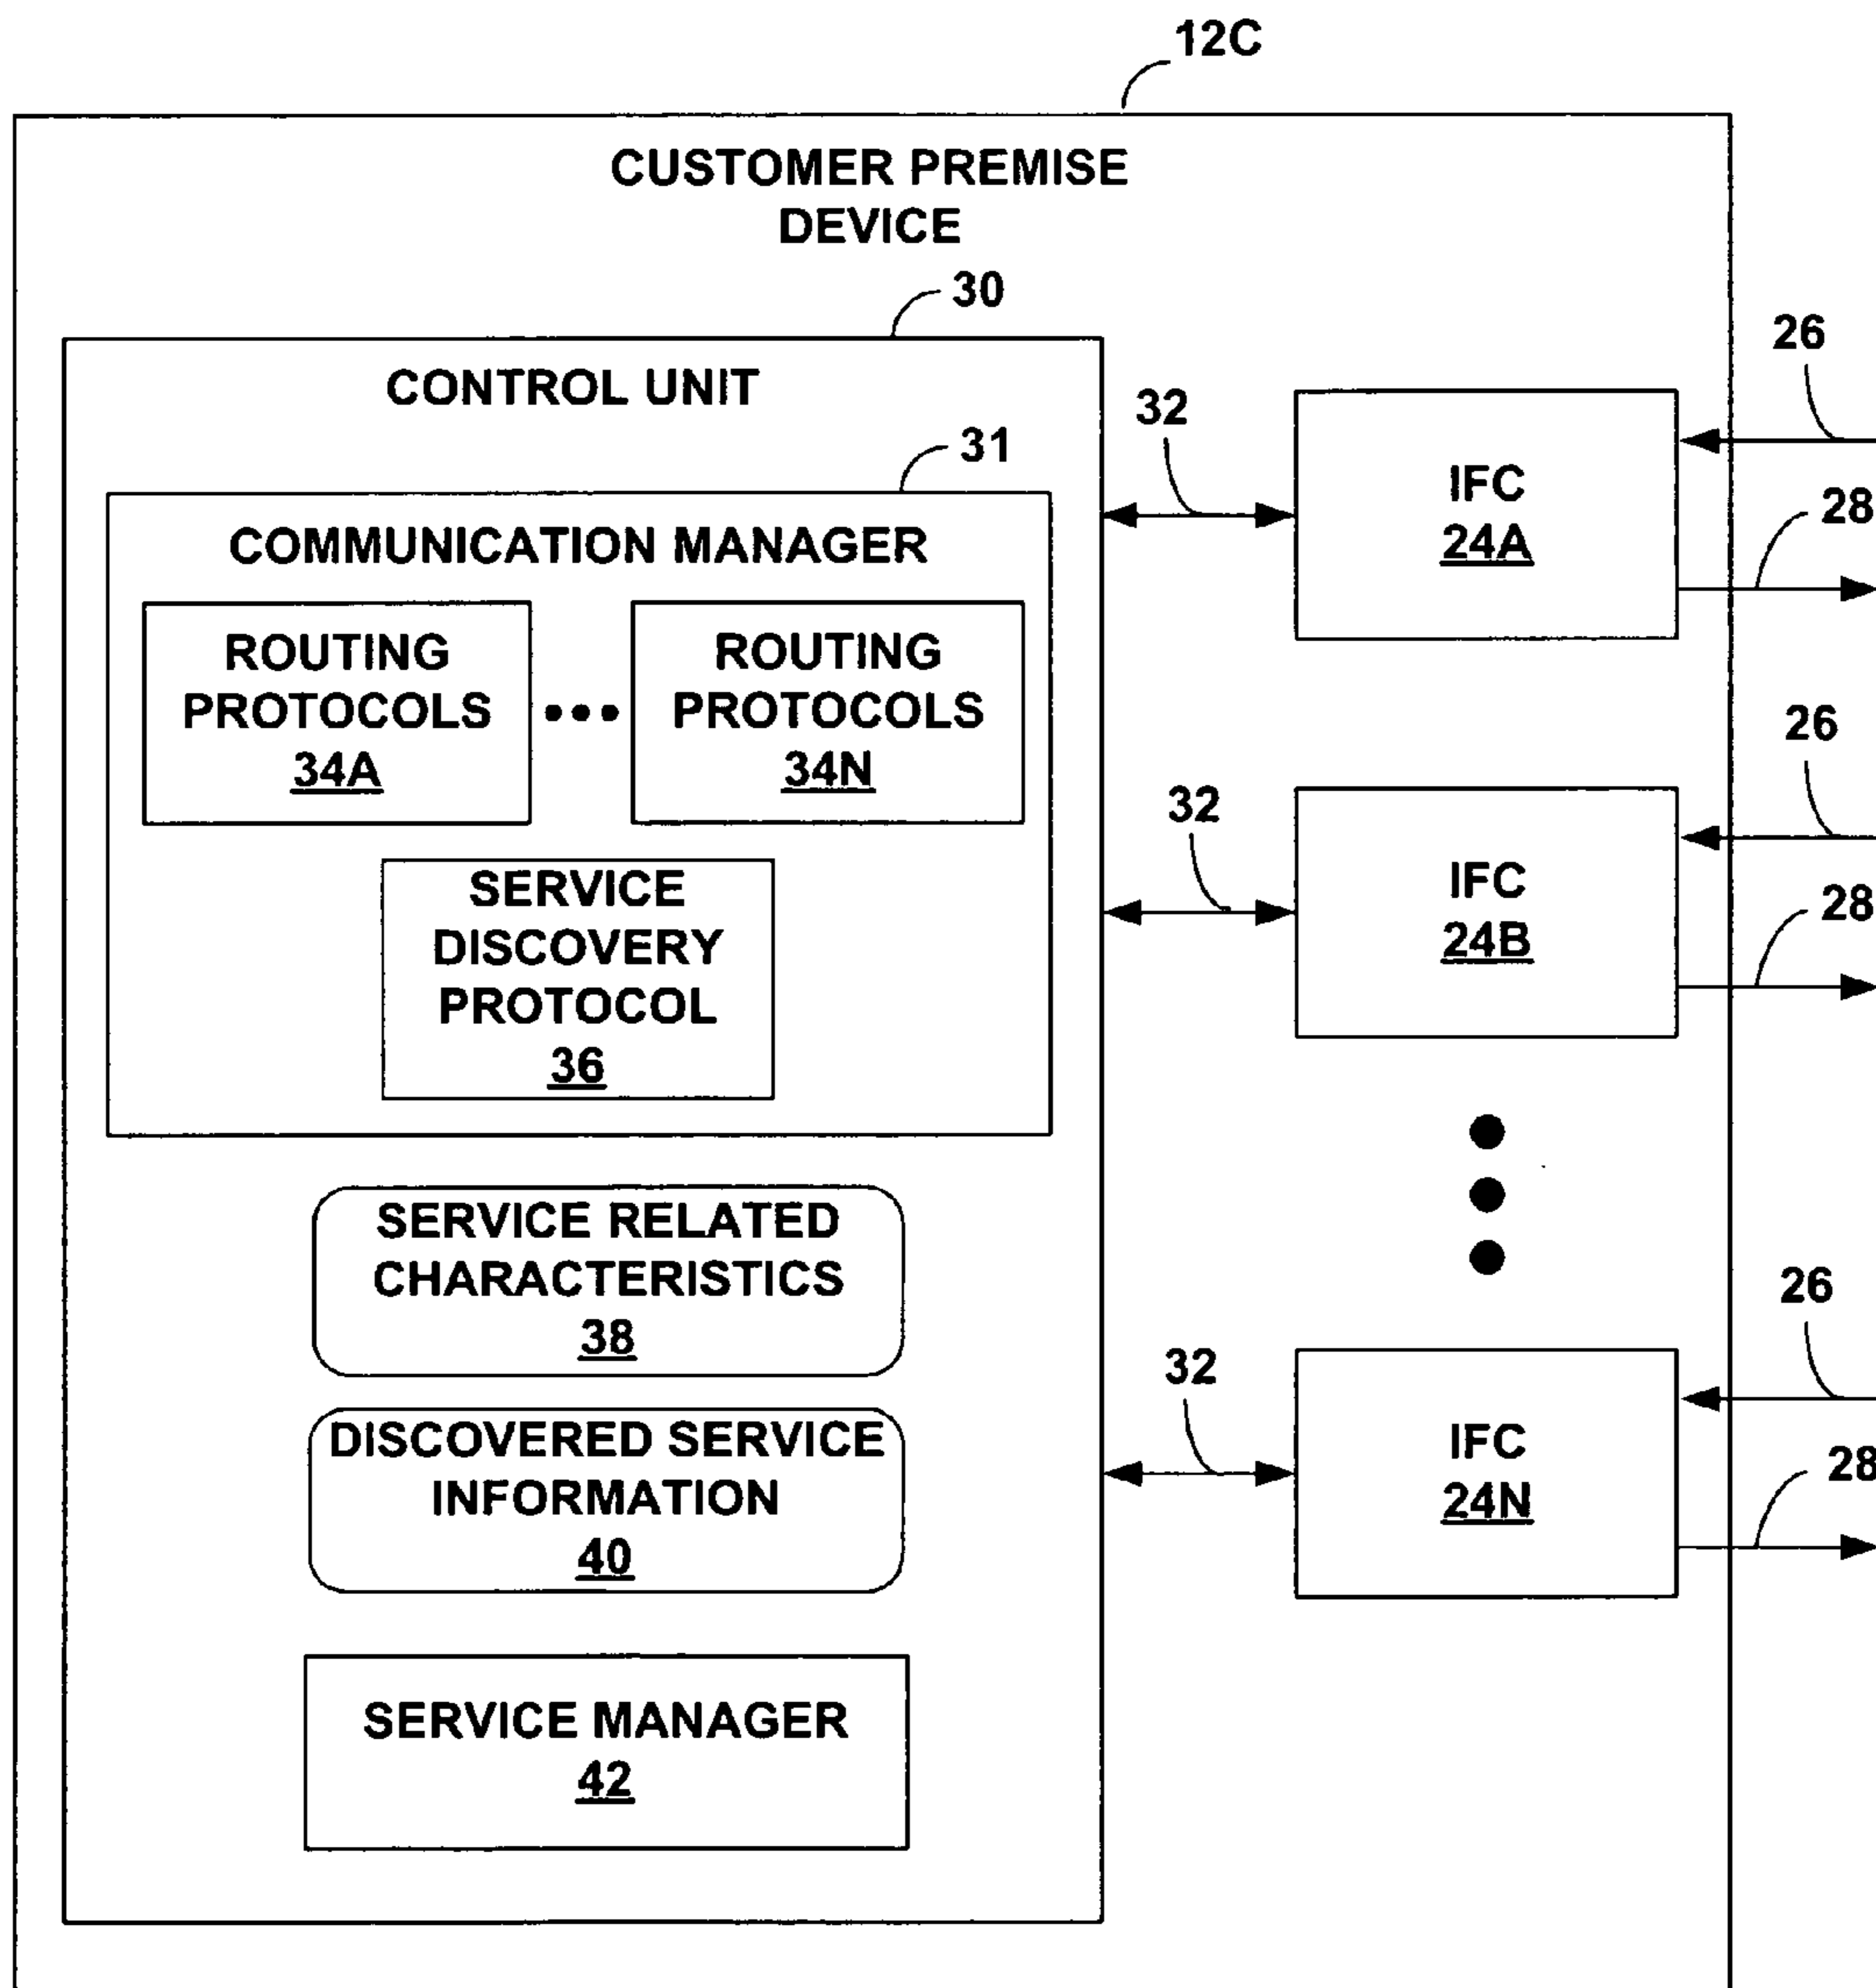 12C
CUSTOMER PREMISE
DEVICE
30
CONTROL UNIT
31
COMMUNICATION MANAGER
ROUTING
PROTOCOLS
34A
ROUTING
PROTOCOLS
34N
SERVICE
DISCOVERY
PROTOCOL
36
SERVICE RELATED
CHARACTERISTICS
38
DISCOVERED SERVICE
INFORMATION
40
SERVICE MANAGER
42
32
IFC
24A
26
28
32
IFC
24B
26
28
32
IFC
24N
26
28